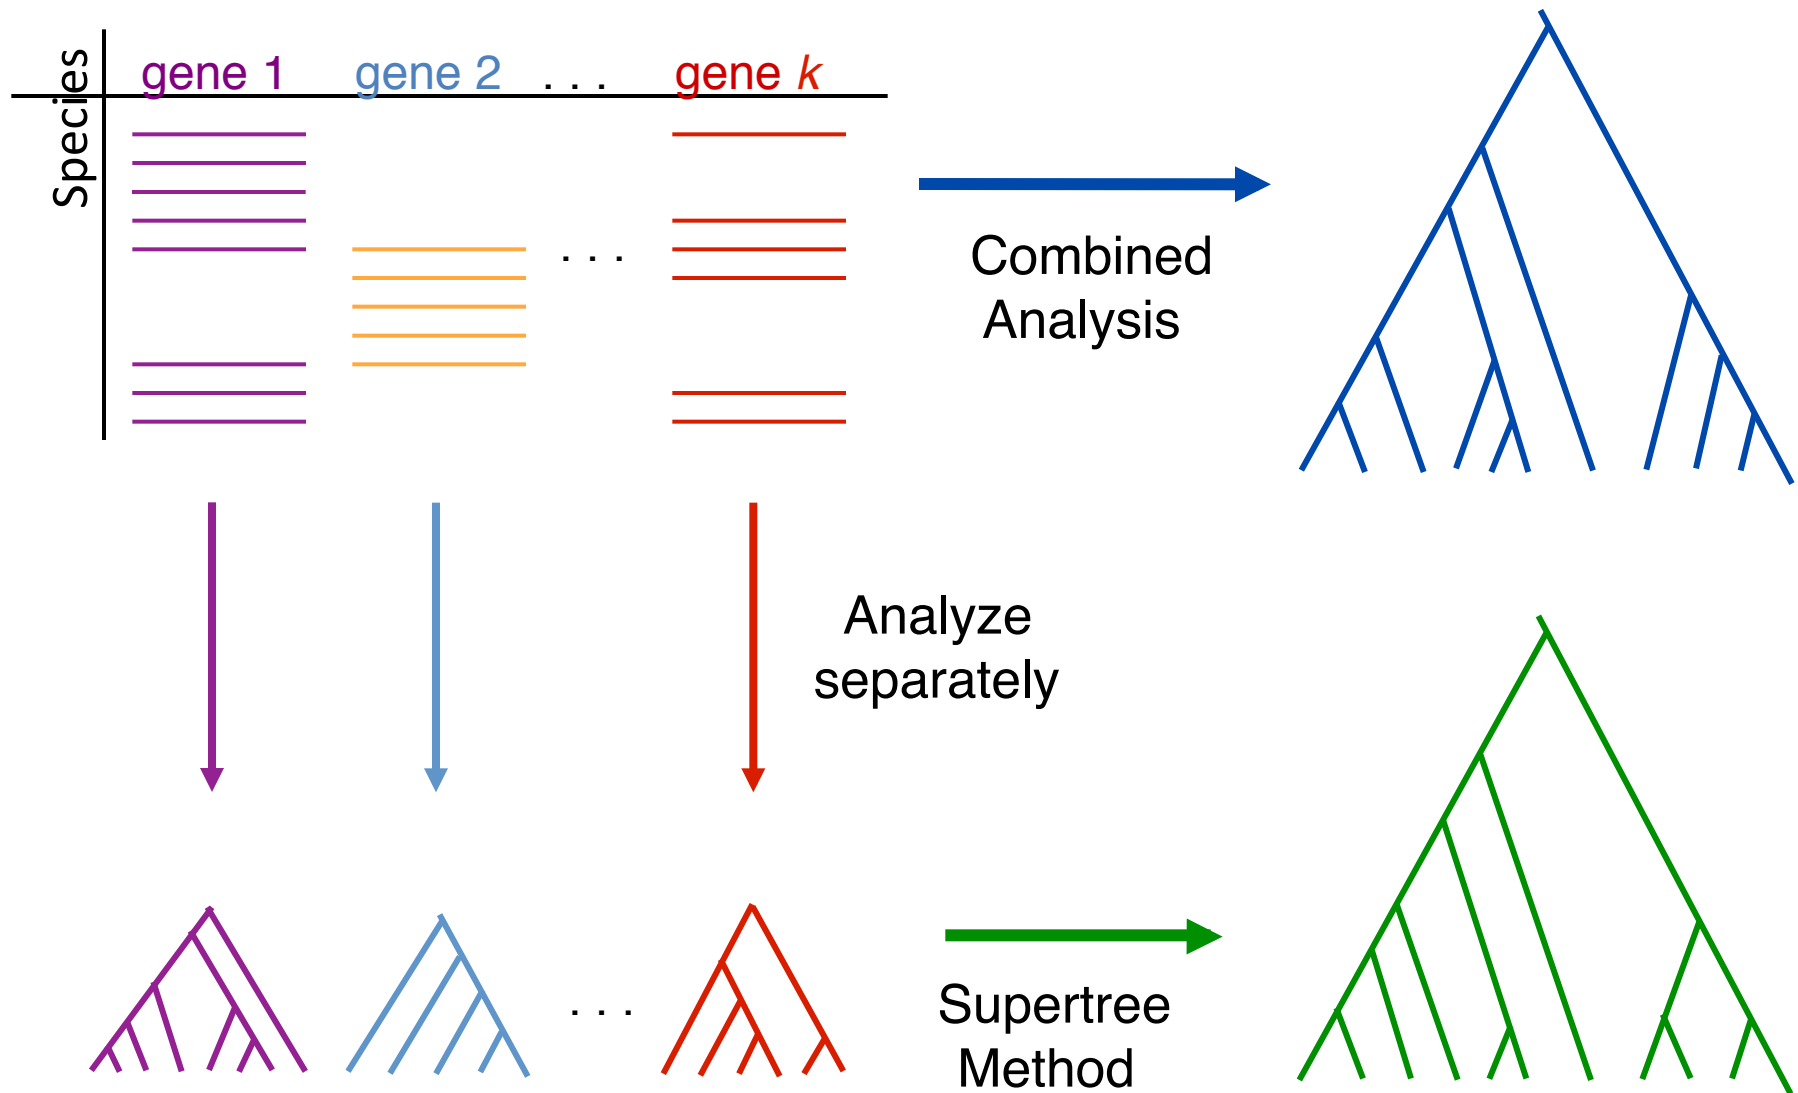 Species
gene 1 gene 2 . . . gene k
. . .
Combined
Analysis
Analyze
separately
. . .
Supertree
Method